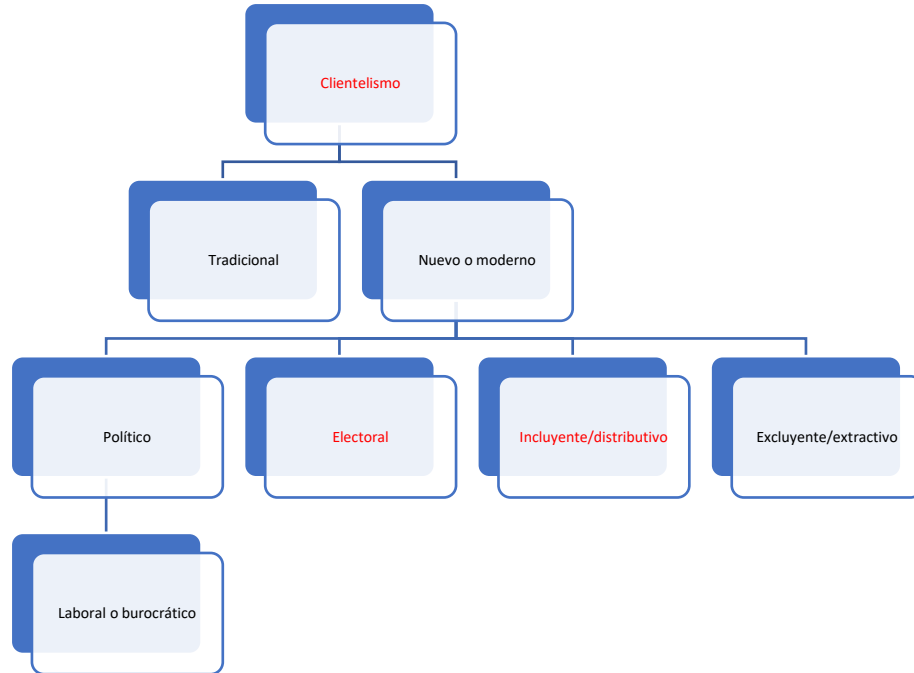 Clientelismo
Tradicional
Nuevo o moderno
Político
Electoral
Incluyente/distributivo
Excluyente/extractivo
Laboral o burocrático